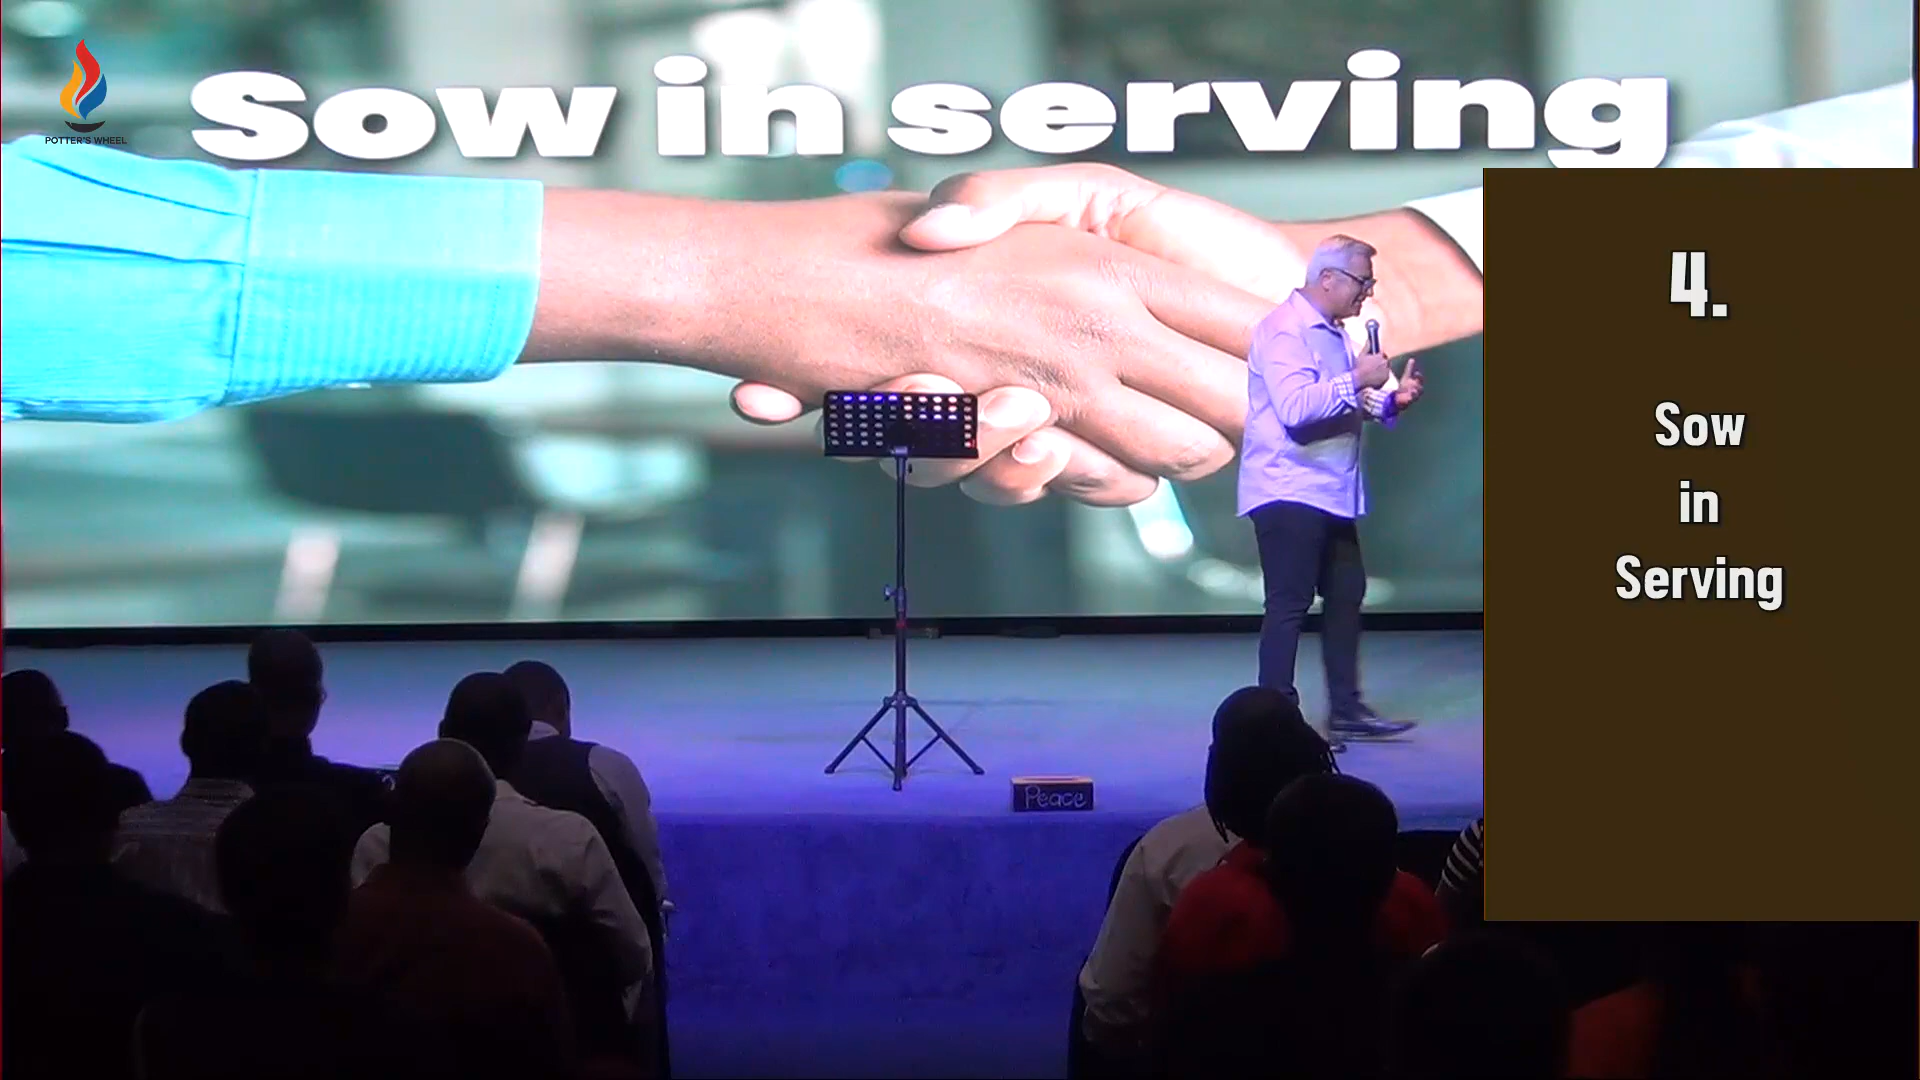 POTTER'S WHEEL
Sow in serving
4.
Sow
in
Serving
Peace